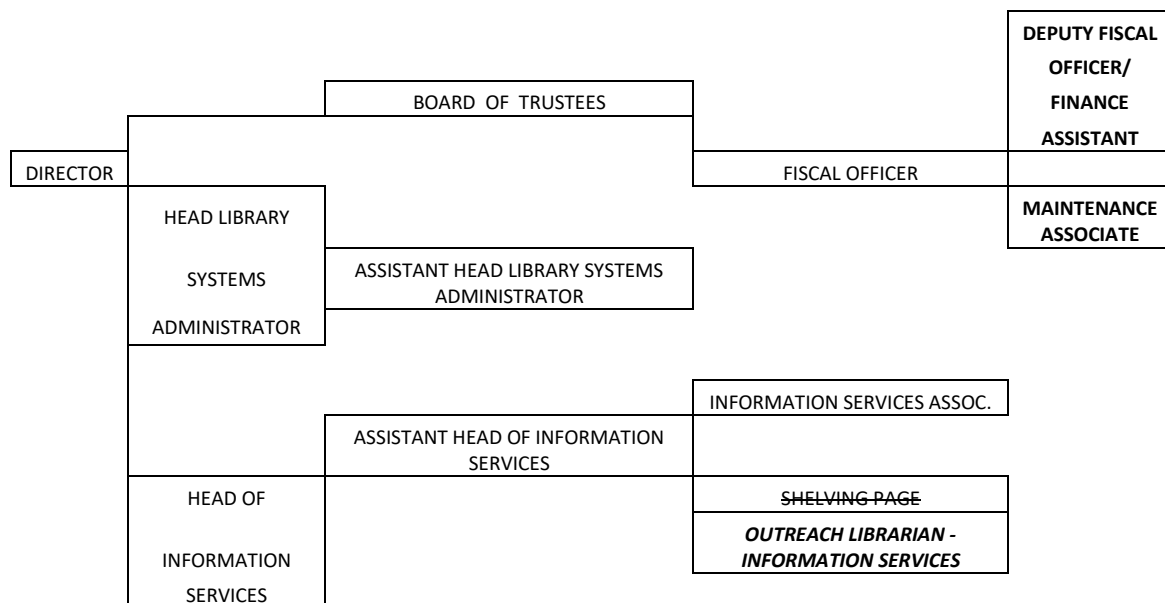 DEPUTY FISCAL
OFFICER/
FINANCE
ASSISTANT
BOARD OF TRUSTEES
DIRECTOR
FISCAL OFFICER
MAINTENANCE
ASSOCIATE
HEAD LIBRARY
SYSTEMS
ADMINISTRATOR
ASSISTANT HEAD LIBRARY SYSTEMS
ADMINISTRATOR
INFORMATION SERVICES ASSOC.
ASSISTANT HEAD OF INFORMATION
SERVICES
HEAD OF
INFORMATION
SERVICES
SHELVING PAGE
OUTREACH LIBRARIAN -
INFORMATION SERVICES